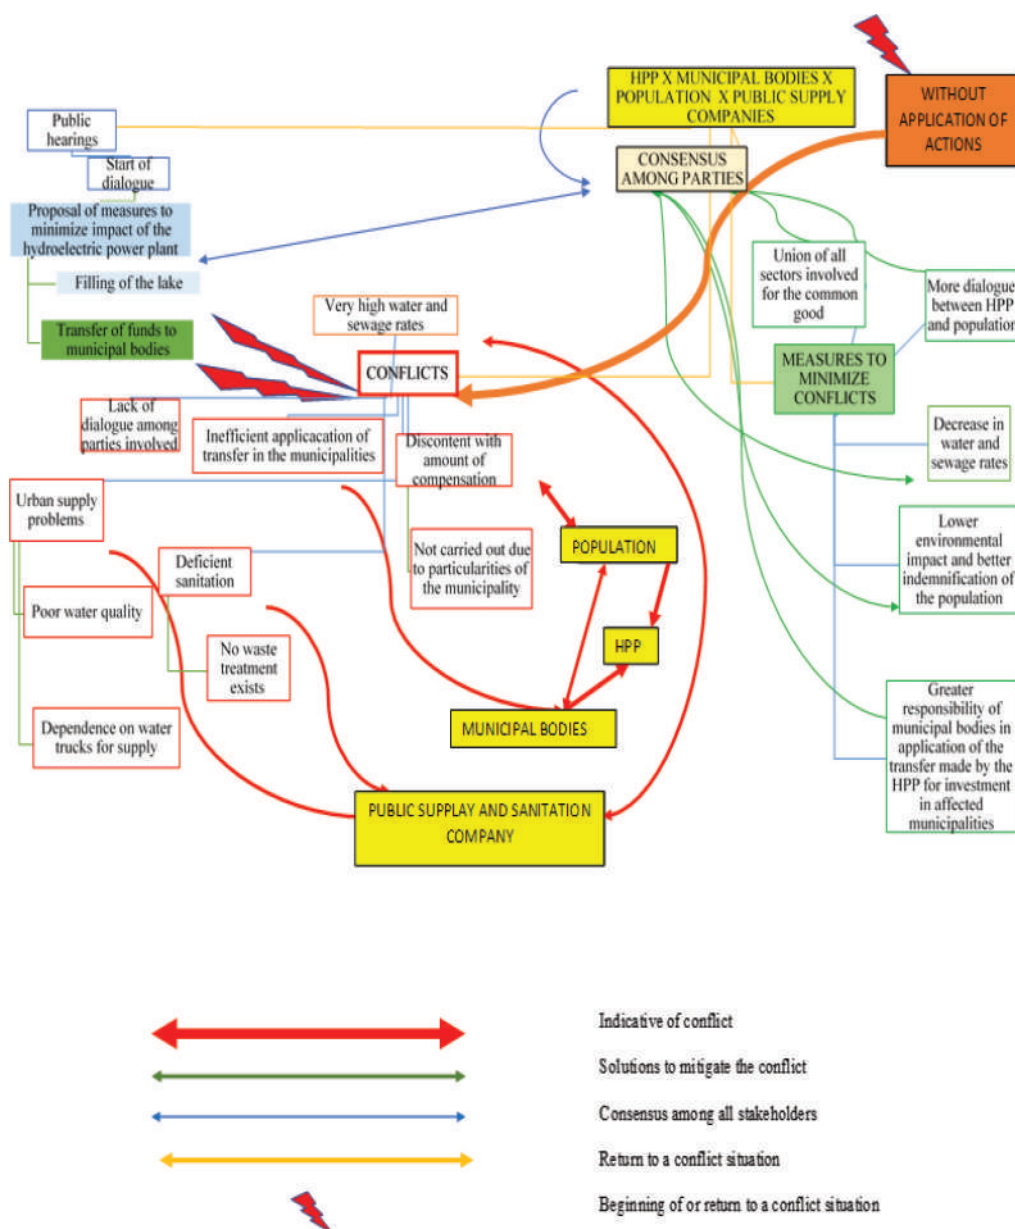 HPP X MUNICIPAL BODIES X
POPULATION X PUBLIC SUPPLY
COMPANIES
WITHOUT
APPLICATION OF
ACTIONS
Public
hearings
CONSENSUS
AMONG PARTIES
Start of
dialogue
Proposal of measures to
minimize impact of the
hydroelectric power plant
Filling of the lake
Transfer of funds to
municipal bodies
Very high water and
sewage rates
Union of all
sectors involved
for the common
good
More dialogue
between HPP
and population
CONFLICTS
MEASURES TO
MINIMIZE
CONFLICTS
Lack of
dialogue among
parties involved
Inefficient applicacation of
transfer in the municipalities
Discontent with
amount of
compensation
Decrease in
water and
sewage rates
Urban supply
problems
Deficient
sanitation
Not carried out due
to particularities of
the municipality
POPULATION
Lower
environmental
impact and better
indemnification of
the population
Poor water quality
No waste
treatment
exists
HPP
Dependence on water
trucks for supply
MUNICIPAL BODIES
Greater
responsibility of
municipal bodies in
application of the
transfer made by the
HPP for investment
in affected
municipalities
PUBLIC SUPPLAY AND SANITATION
COMPANY
Indicative of conflict
Solutions to mitigate the conflict
Consensus among all stakeholders
Return to a conflict situation
Beginning of or return to a conflict situation